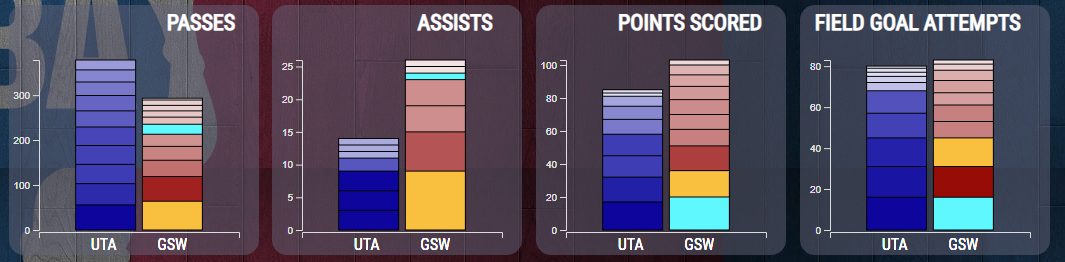 PASSES
300
200
100
0
UTA GSW
ASSISTS
25
20
15
10
5
0
UTA GSW
POINTS SCORED
100
80
60
40
20
0
UTA GSW
FIELD GOAL ATTEMPTS
80
60
40
20
0
UTA GSW